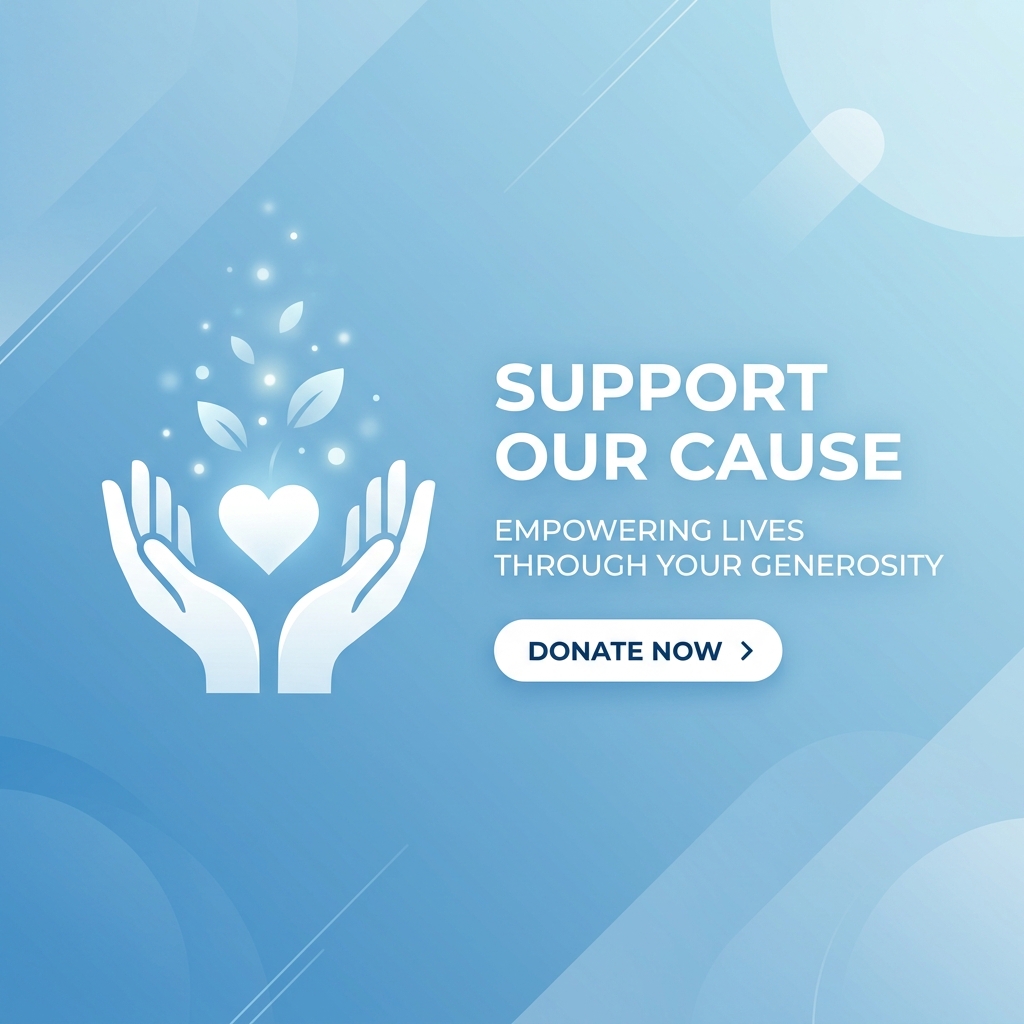 SUPPORT
OUR CAUSE
EMPOWERING LIVES
THROUGH YOUR GENEROSITY
DONATE NOW